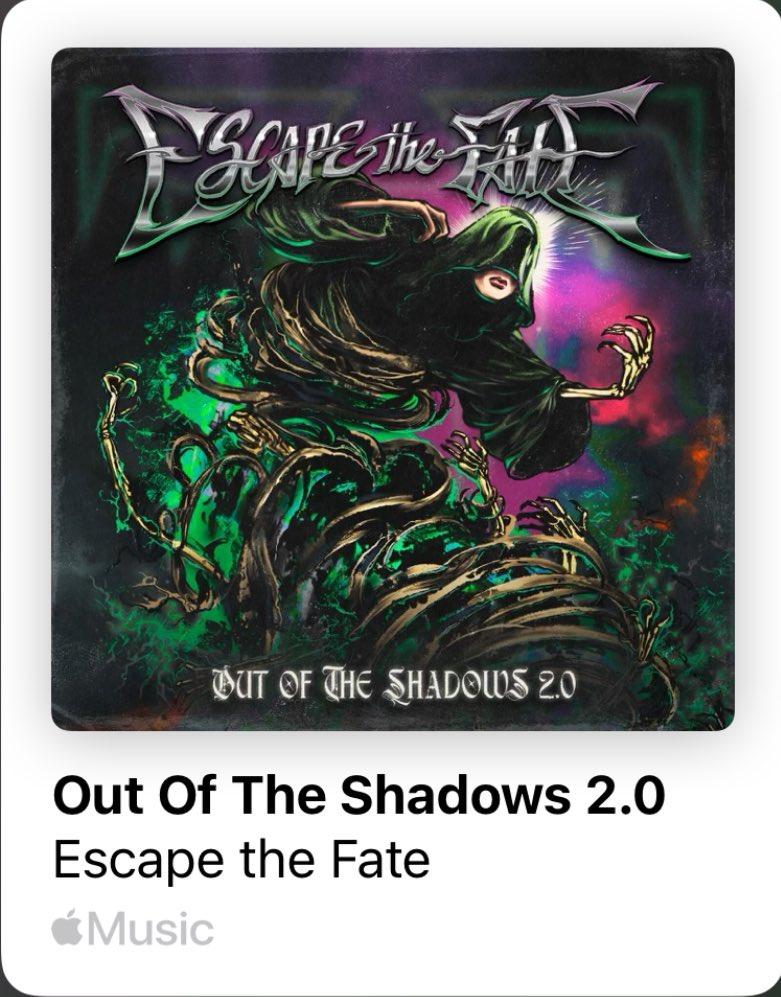 ESCAPE the FATE
OUT OF THE SHADOWS 2.0
Out Of The Shadows 2.0
Escape the Fate
Music